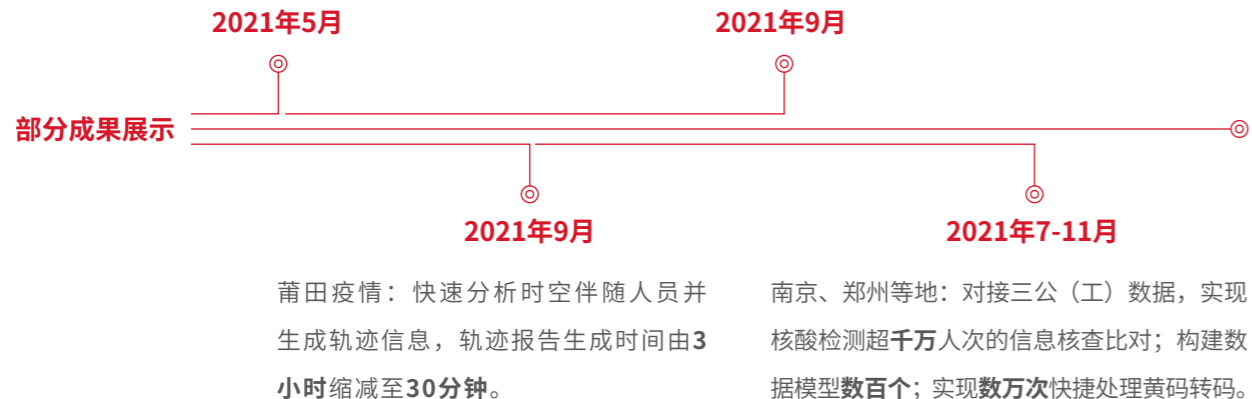 2021年5月
2021年9月
部分成果展示
2021年9月
2021年7-11月
莆田疫情：快速分析时空伴随人员并
生成轨迹信息，轨迹报告生成时间由3
小时缩减至30分钟。
南京、郑州等地：对接三公（工）数据，实现
核酸检测超千万人次的信息核查比对；构建数
据模型数百个；实现数万次快捷处理黄码转码。